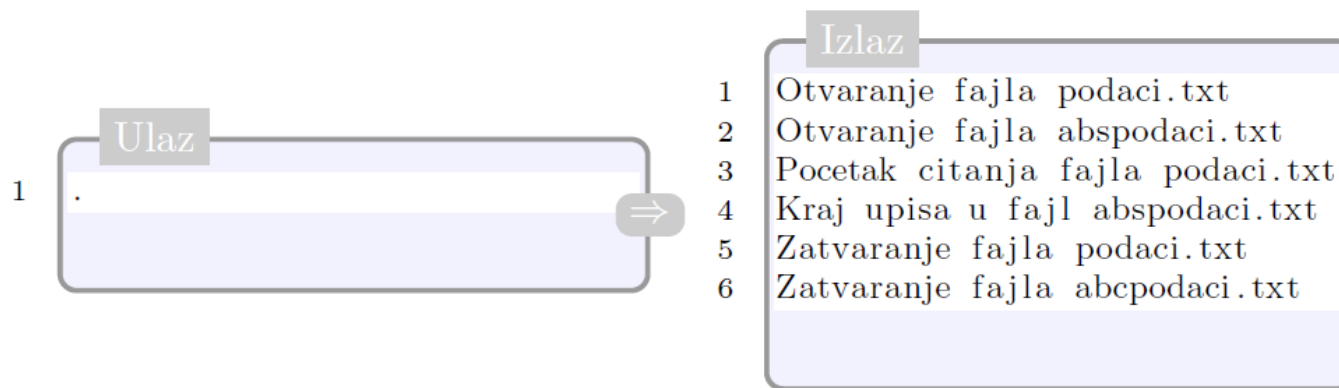 Ulaz
1 .
⇒
Izlaz
1 Otvaranje fajla podaci.txt
2 Otvaranje fajla abspodaci.txt
3 Pocetak citanja fajla podaci.txt
4 Kraj upisa u fajl abspodaci.txt
5 Zatvaranje fajla podaci.txt
6 Zatvaranje fajla abcpodaci.txt